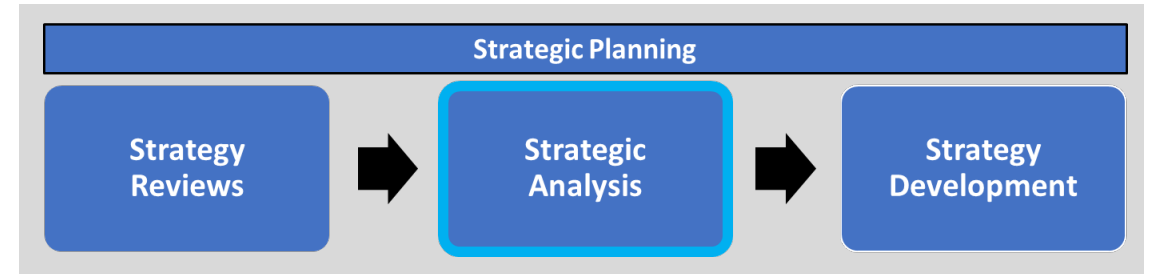 Strategic Planning
Strategy
Reviews
Strategic
Analysis
Strategy
Development